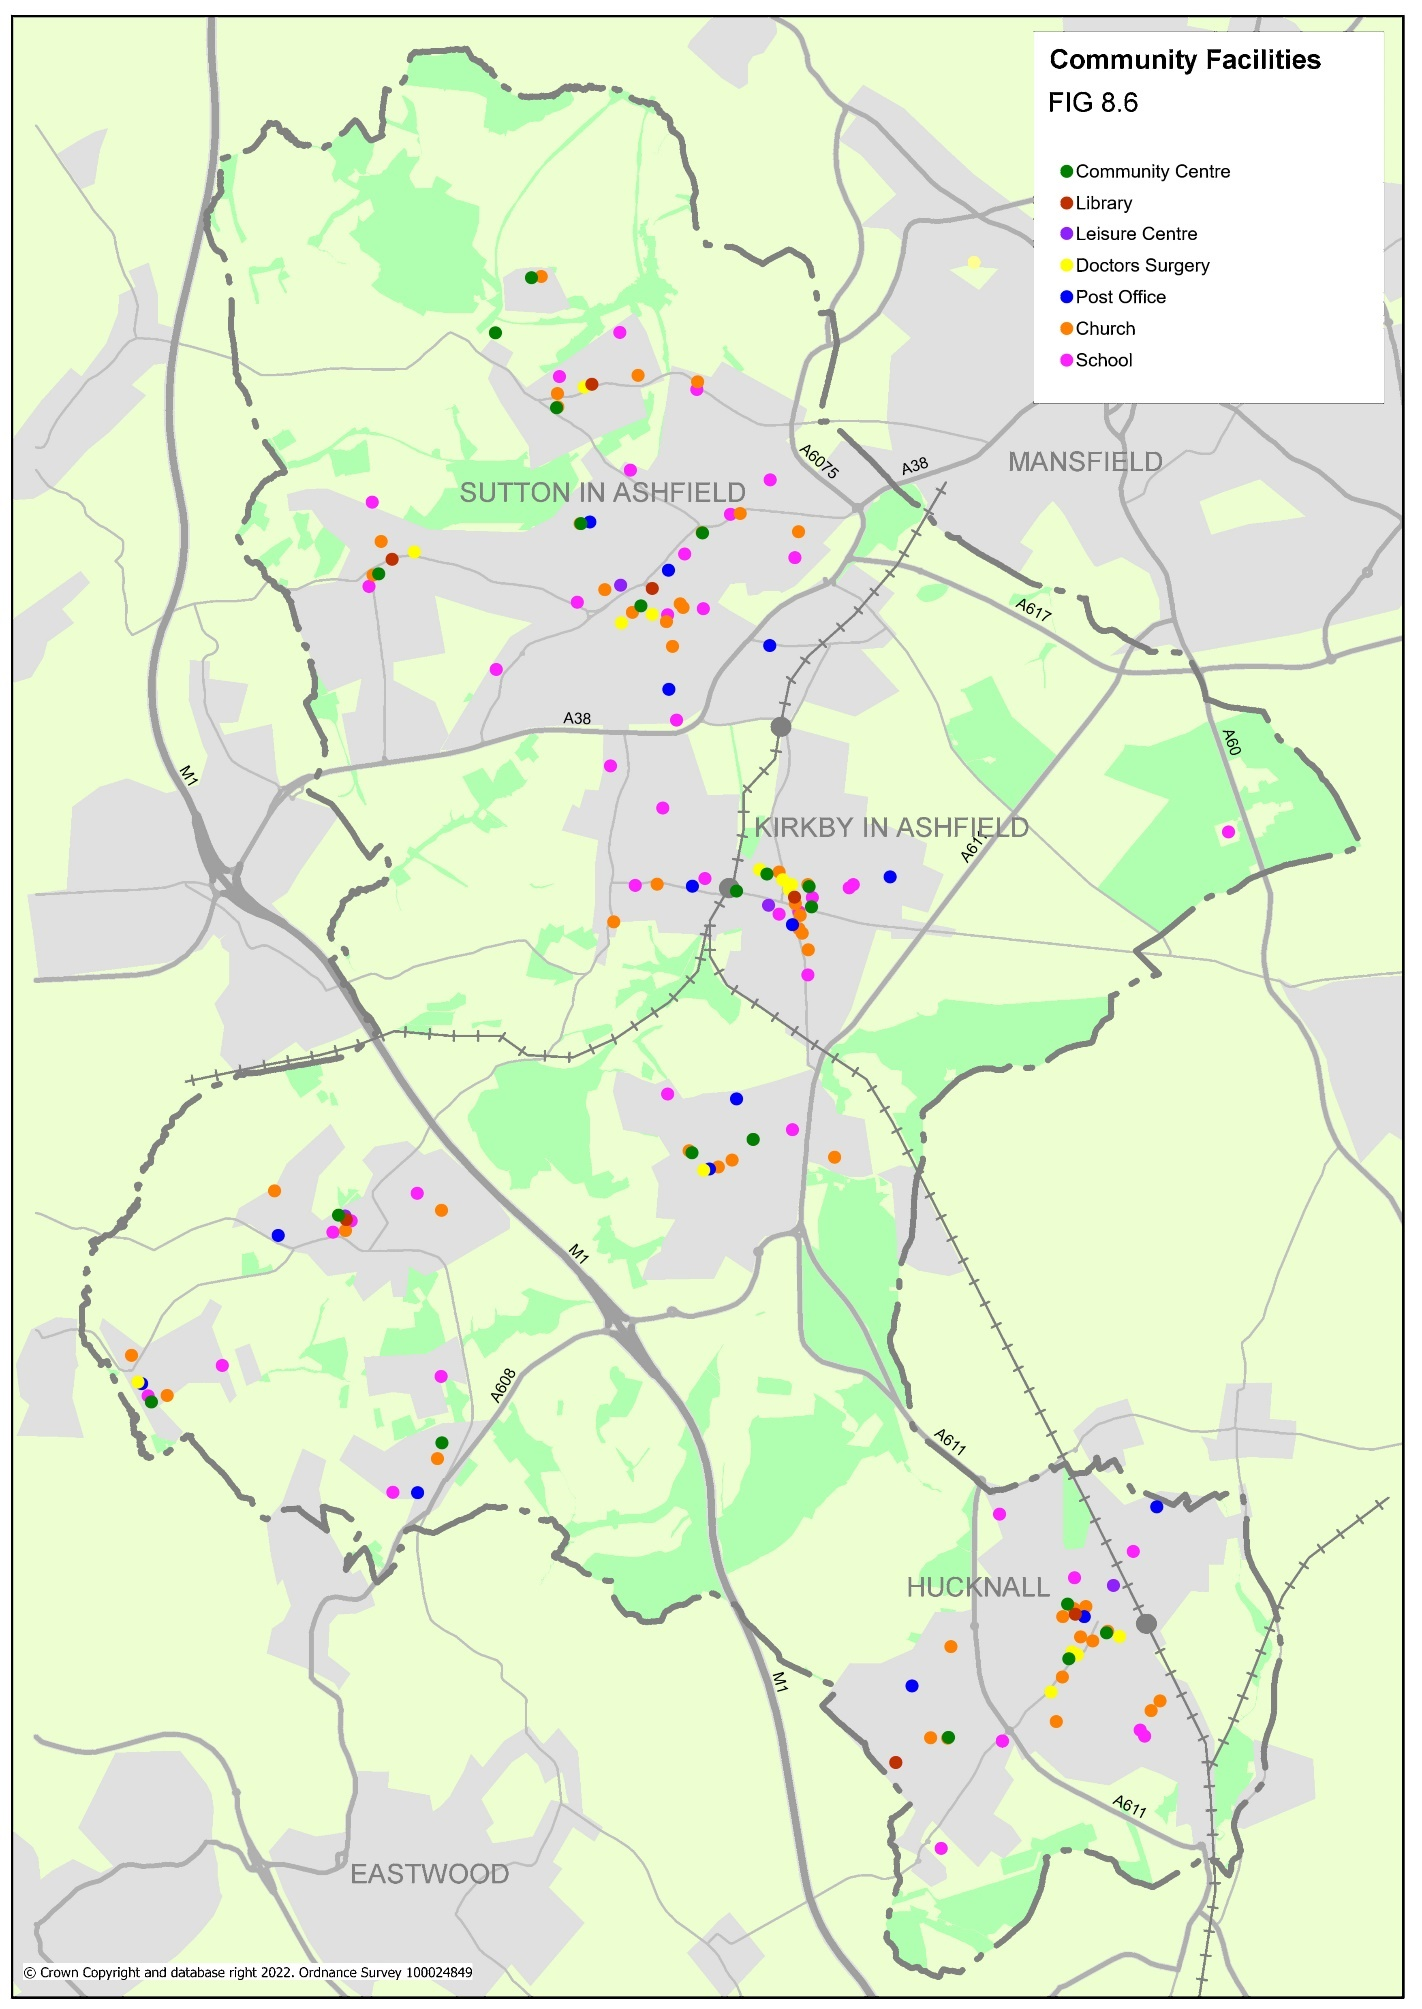 Community Facilities
FIG 8.6
Community Centre
Library
Leisure Centre
Doctors Surgery
Post Office
Church
School
MANSFIELD
A6075
A38
SUTTON IN ASHFIELD
A617
A38
A60
M1
KIRKBY IN ASHFIELD
A611
M1
A608
A611
HUCKNALL
M1
A611
EASTWOOD
© Crown Copyright and database right 2022. Ordnance Survey 100024849